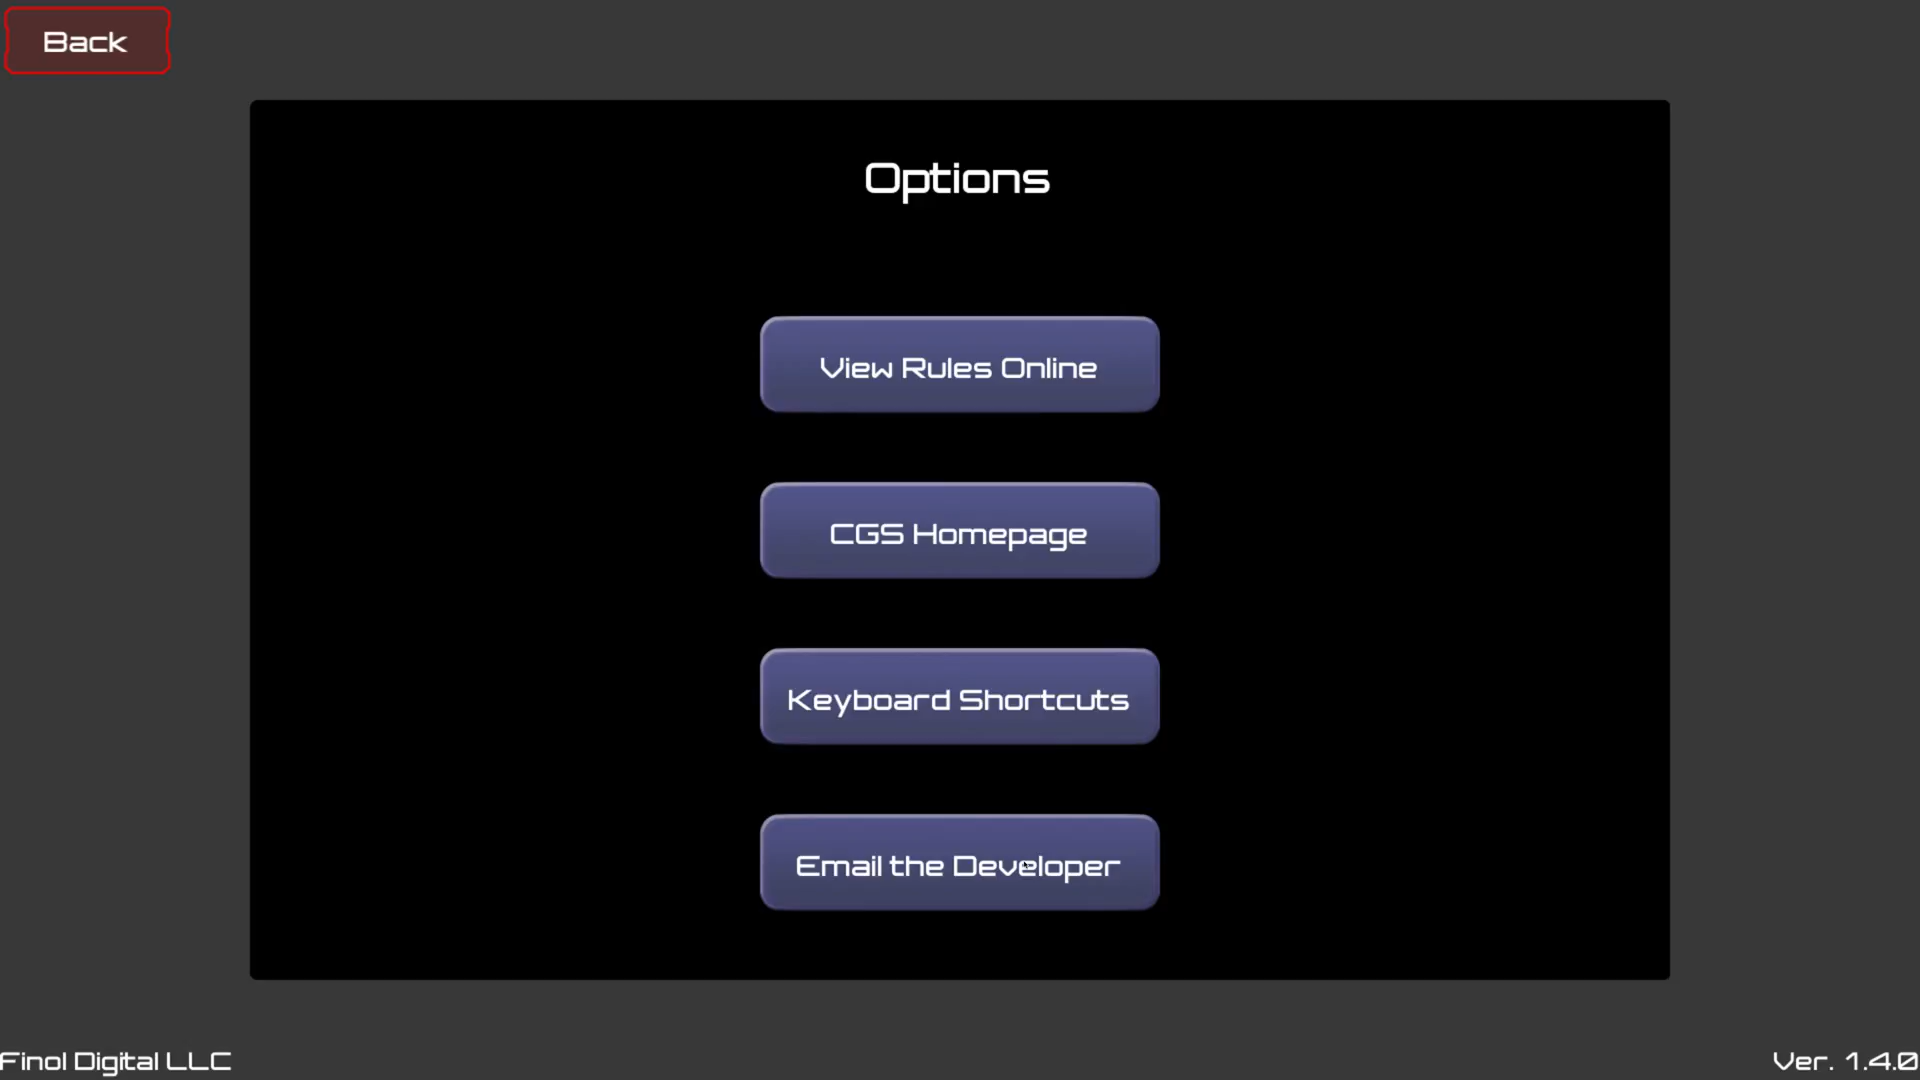 Back
Options
View Rules Online
CGS Homepage
Keyboard Shortcuts
Email the Developer
Finol Digital LLC
Ver. 1.4.0